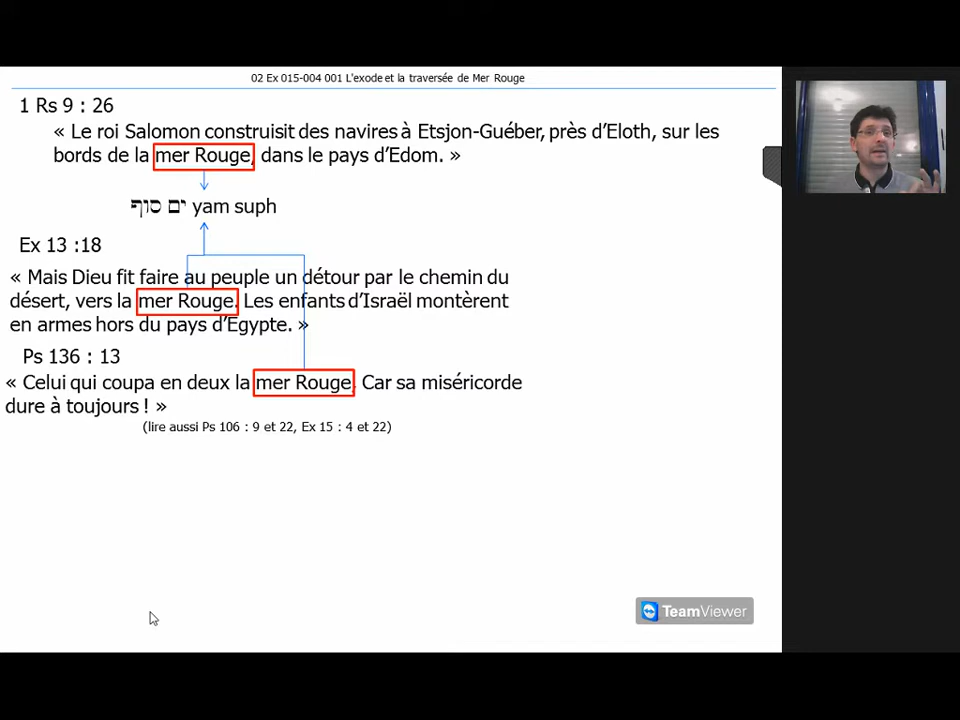 02 Ex 015-004 001 L'exode et la traversée de Mer Rouge
1 Rs 9 : 26
« Le roi Salomon construisit des navires à Etsjon-Guéber, près d'Eloth, sur les
bords de la mer Rouge, dans le pays d'Edom. »
ים סוף yam suph
Ex 13 :18
« Mais Dieu fit faire au peuple un détour par le chemin du
désert, vers la mer Rouge. Les enfants d'Israël montèrent
en armes hors du pays d'Egypte. »
Ps 136 : 13
« Celui qui coupa en deux la mer Rouge, Car sa miséricorde
dure à toujours ! »
(lire aussi Ps 106 : 9 et 22, Ex 15 : 4 et 22)
TeamViewer